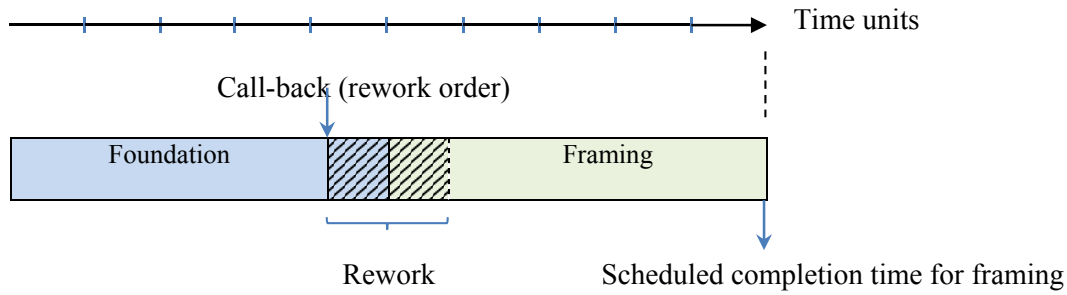 Time units
Call-back (rework order)
Foundation
Framing
Rework
Scheduled completion time for framing